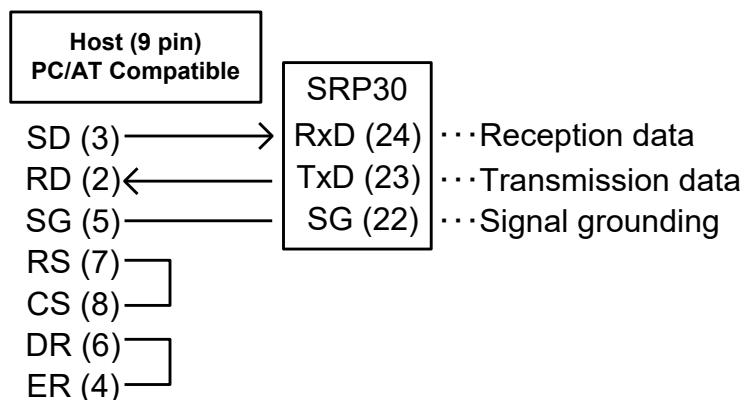 Host (9 pin)
PC/AT Compatible
SRP30
SD (3) RxD (24) ···Reception data
RD (2) TxD (23) ···Transmission data
SG (5) SG (22) ···Signal grounding
RS (7)
CS (8)
DR (6)
ER (4)